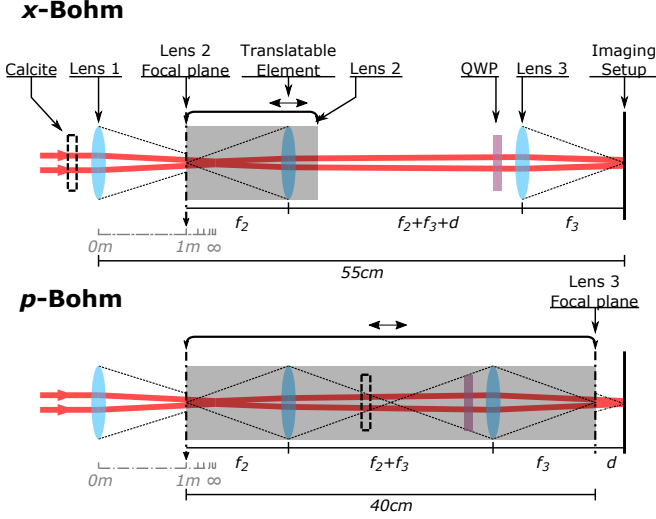 x-Bohm
Calcite
Lens 1
Lens 2
Focal plane
Translatable
Element
Lens 2
QWP
Lens 3
Imaging
Setup
f2
f2+f3+d
f3
0m
1m
∞
55cm
p-Bohm
Lens 3
Focal plane
f2
f2+f3
f3
d
0m
1m
∞
40cm